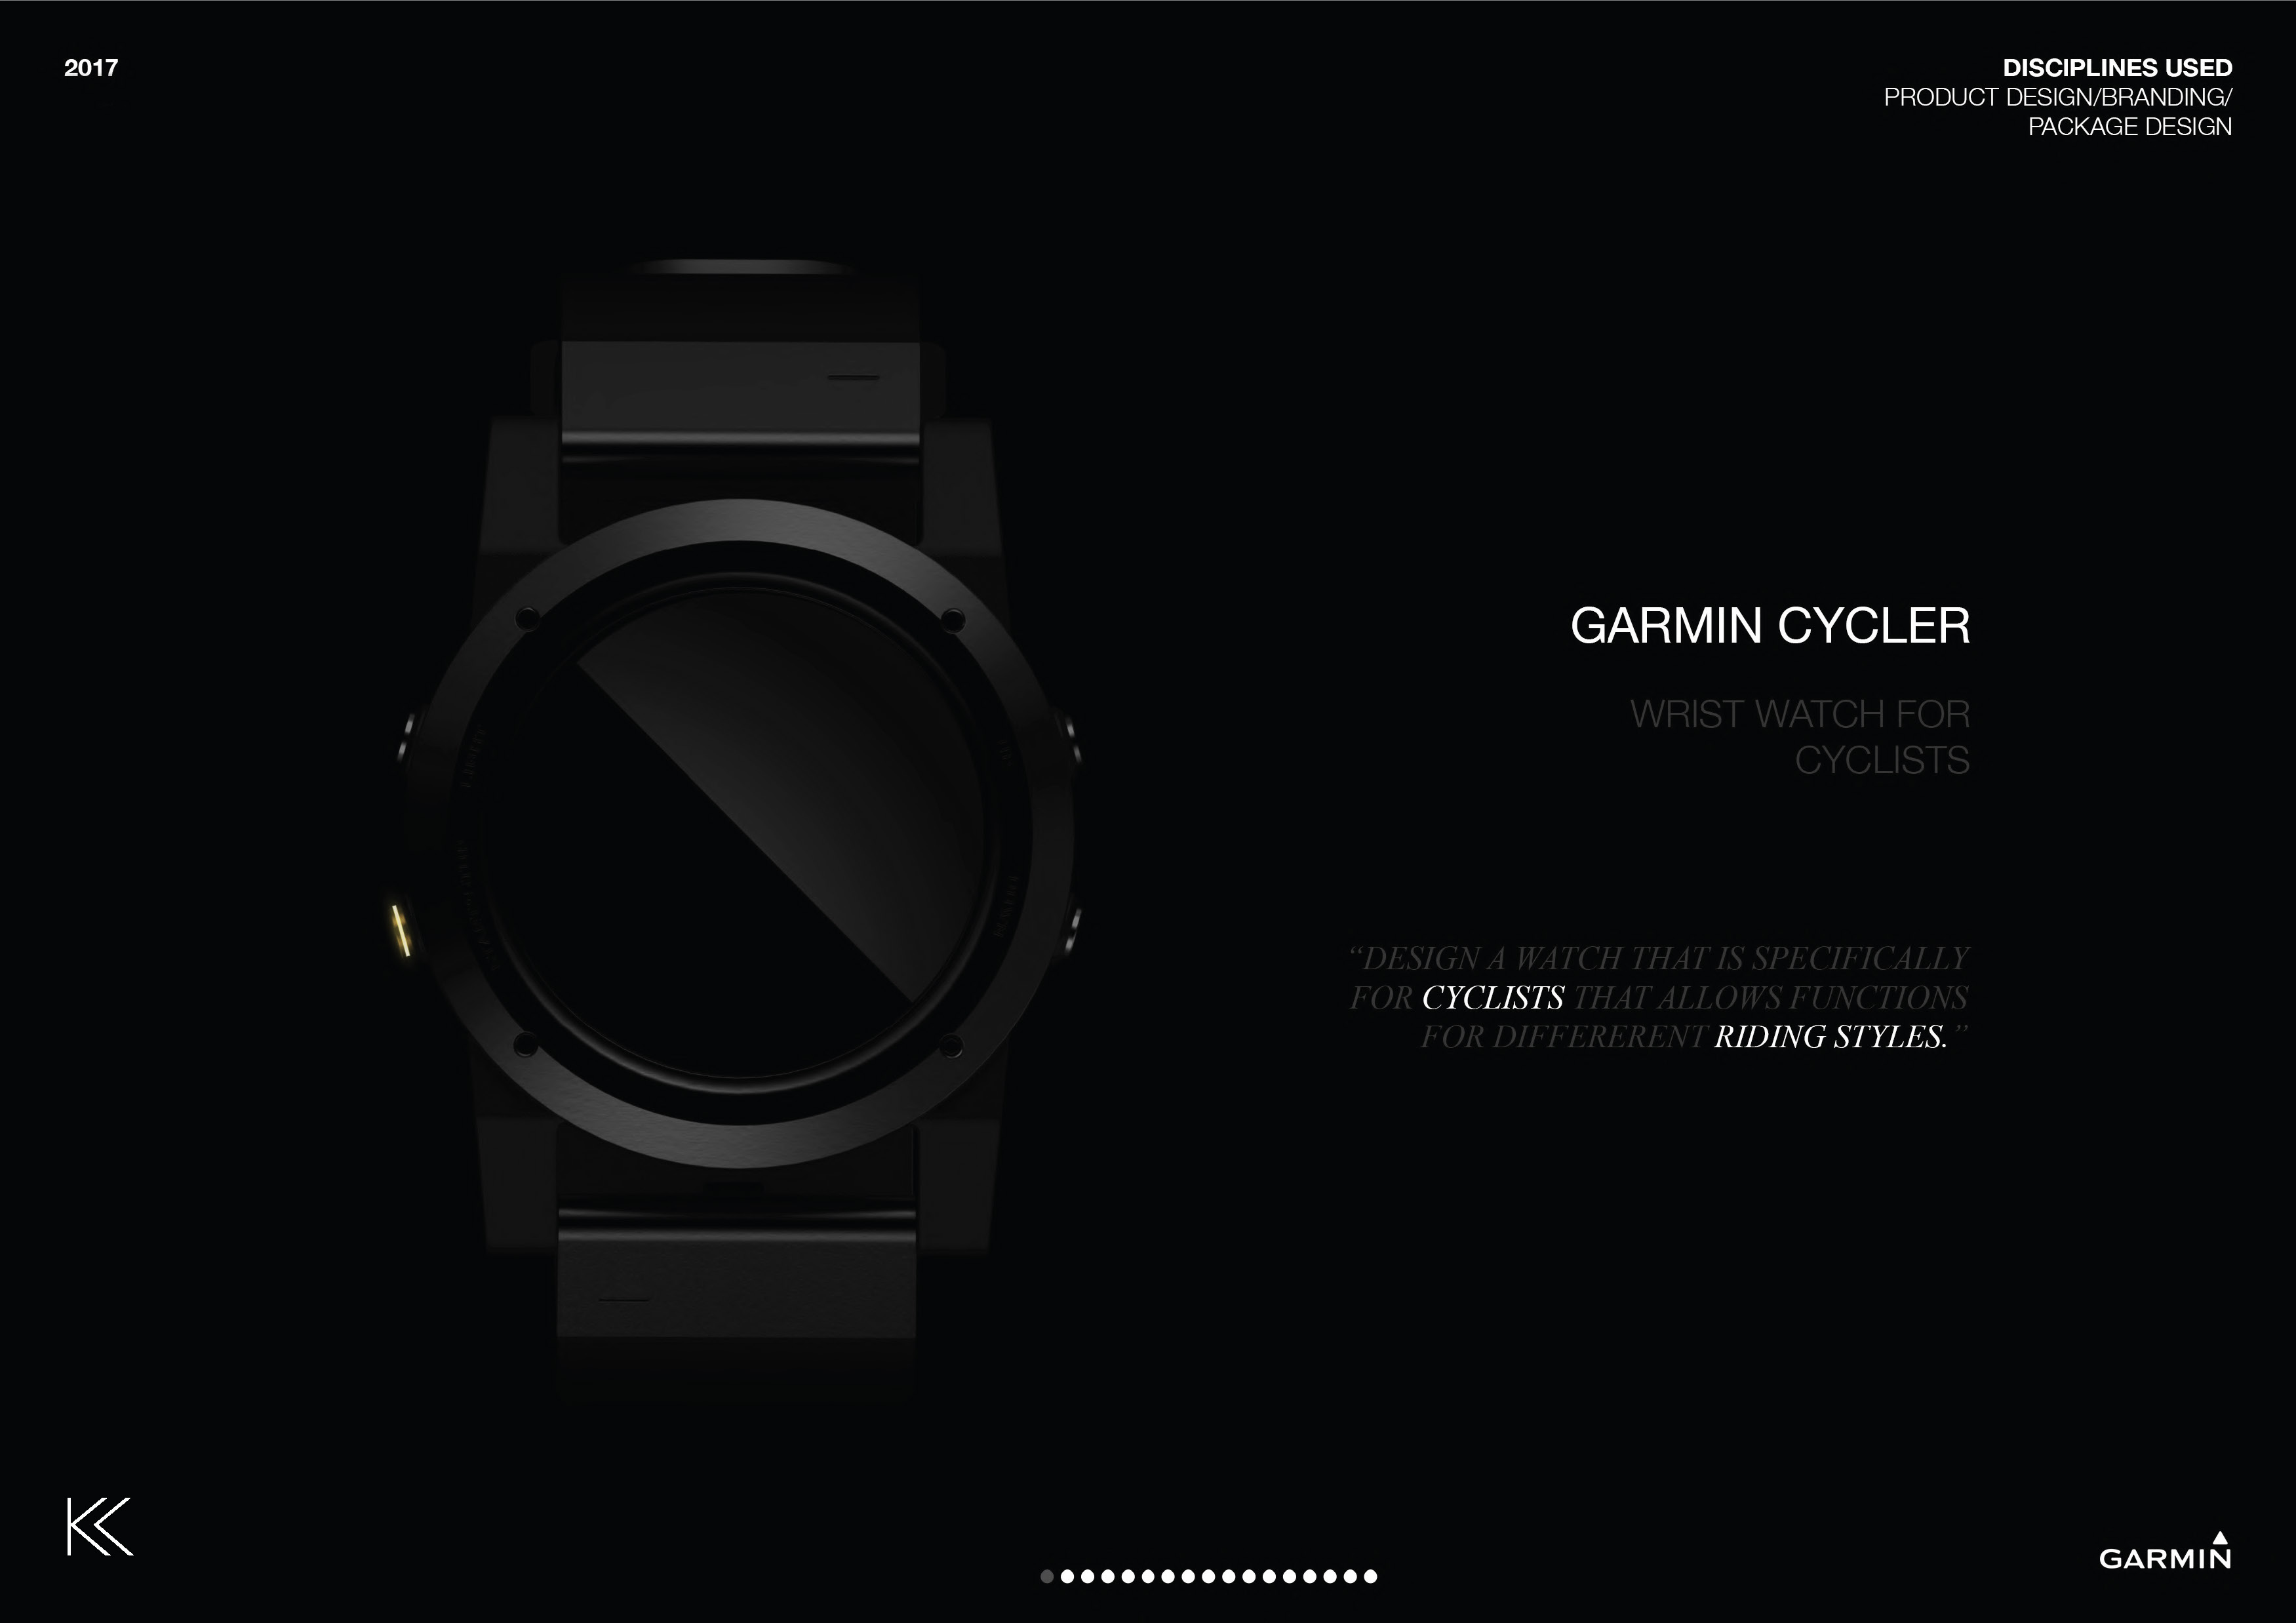 2017
DISCIPLINES USED
PRODUCT DESIGN/BRANDING/
PACKAGE DESIGN
GARMIN CYCLER
WRIST WATCH FOR
CYCLISTS
“DESIGN A WATCH THAT IS SPECIFICALLY
FOR CYCLISTS THAT ALLOWS FUNCTIONS
FOR DIFFERERENT RIDING STYLES.”
GARMIN